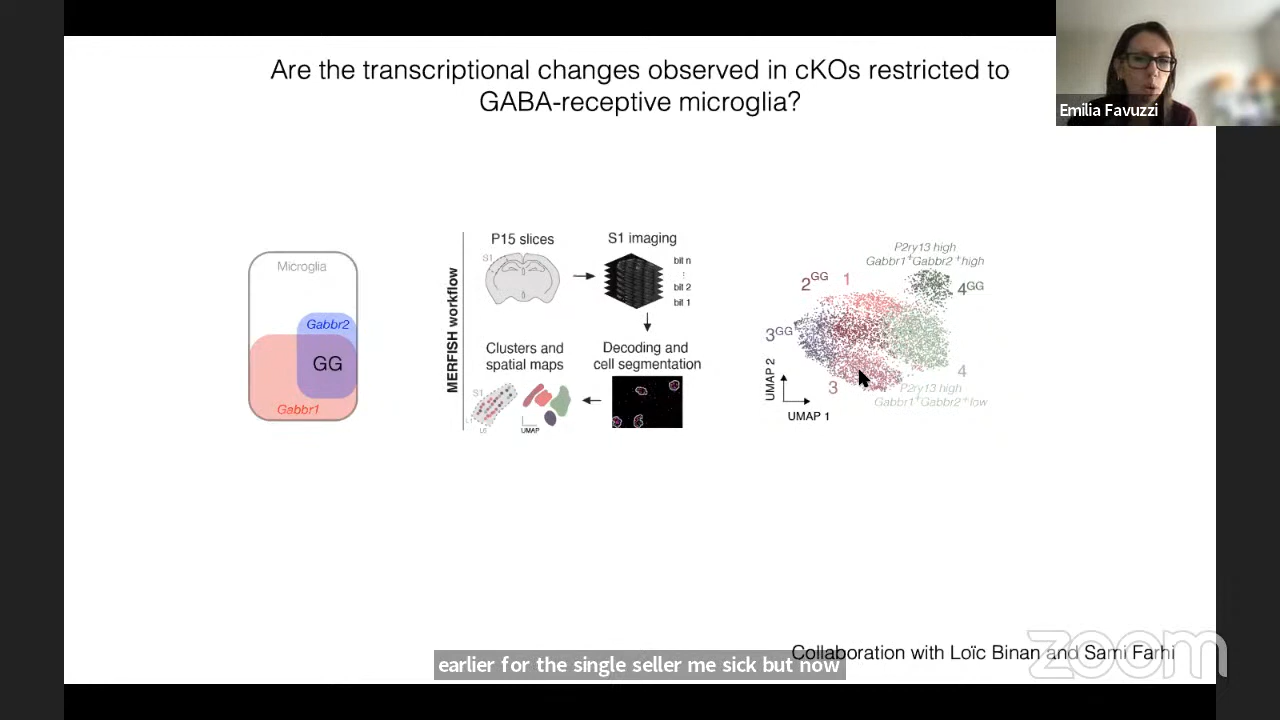 Are the transcriptional changes observed in cKOs restricted to
GABA-receptive microglia?
Emilia Favuzzi
Microglia
Gabbr2
GG
Gabbr1
MERFISH workflow
P15 slices
S1
S1 imaging
bit n
⋮
bit 2
bit 1
Clusters and
spatial maps
Decoding and
cell segmentation
S1
L1
L6
UMAP
P2ry13 high
Gabbr1+Gabbr2+high
2GG
1
4GG
3GG
4
3
P2ry13 high
Gabbr1+Gabbr2+low
UMAP 2
UMAP 1
Collaboration with Loïc Binan and Sami Farhi
zoom
earlier for the single seller me sick but now